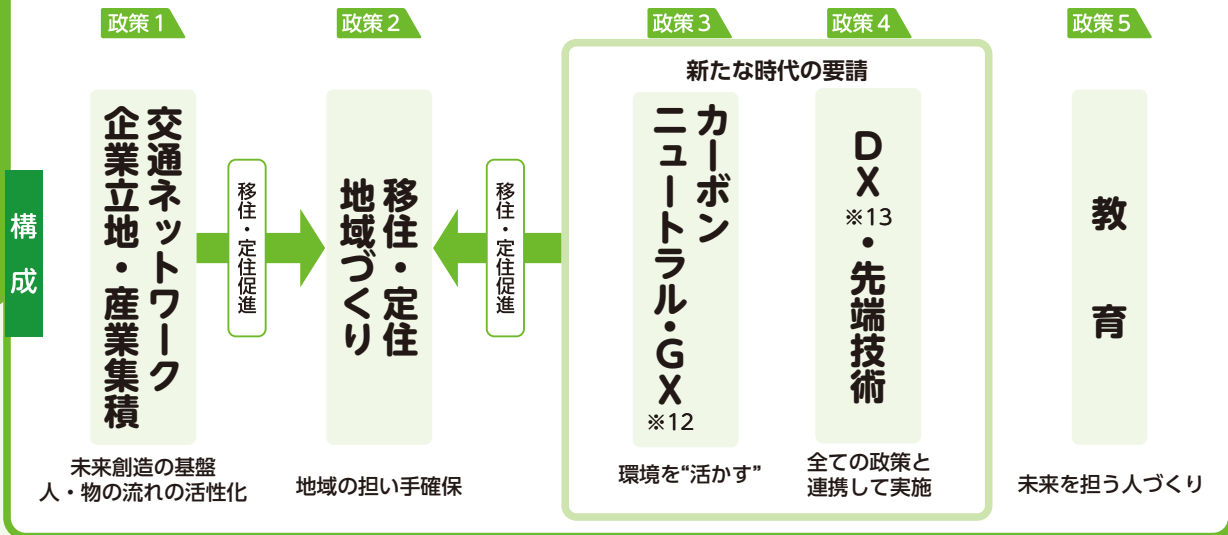 構成
政策1
交通ネットワーク
企業立地・産業集積
未来創造の基盤
人・物の流れの活性化
移住・定住促進
政策2
移住・定住
地域づくり
地域の担い手確保
移住・定住促進
新たな時代の要請
政策3
カーボン
ニュートラル・GX
※12
環境を“活かす”
政策4
DX※13・先端技術
全ての政策と
連携して実施
政策5
教育
未来を担う人づくり